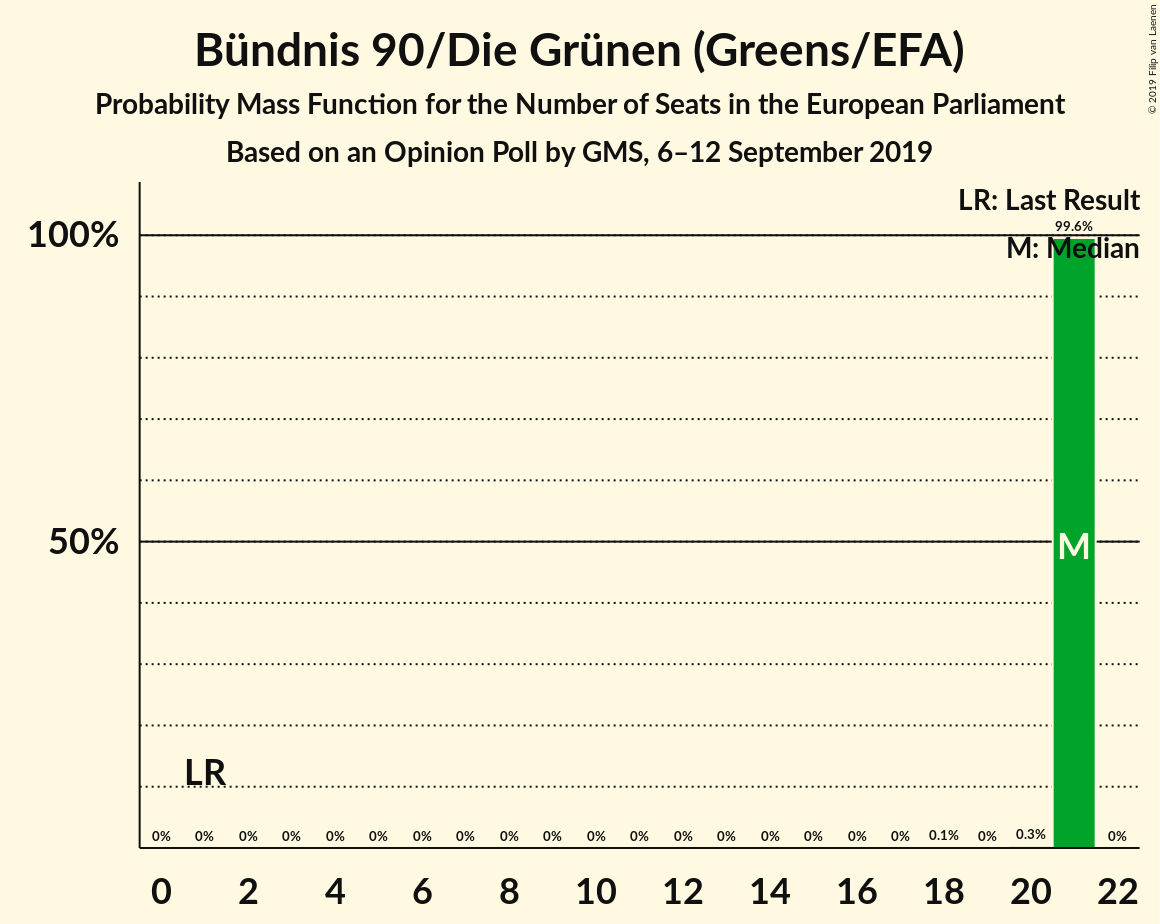 Bündnis 90/Die Grünen (Greens/EFA)
Probability Mass Function for the Number of Seats in the European Parliament
Based on an Opinion Poll by GMS, 6–12 September 2019
© 2019 Filip van Laenen
LR: Last Result
99.6%
100%
M: Median
50%
M
LR
0% 0% 0% 0% 0% 0% 0% 0% 0% 0% 0% 0% 0% 0% 0% 0% 0% 0% 0.1% 0% 0.3% 0%
0 2 4 6 8 10 12 14 16 18 20 22